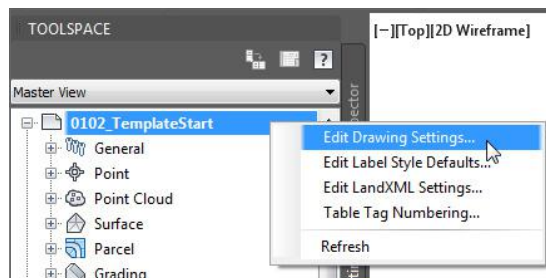 TOOLSPACE
[−][Top][2D Wireframe]
?
Master View
0102_TemplateStart
General
Point
Point Cloud
Surface
Parcel
Grading
Edit Drawing Settings...
Edit Label Style Defaults...
Edit LandXML Settings...
Table Tag Numbering...
Refresh